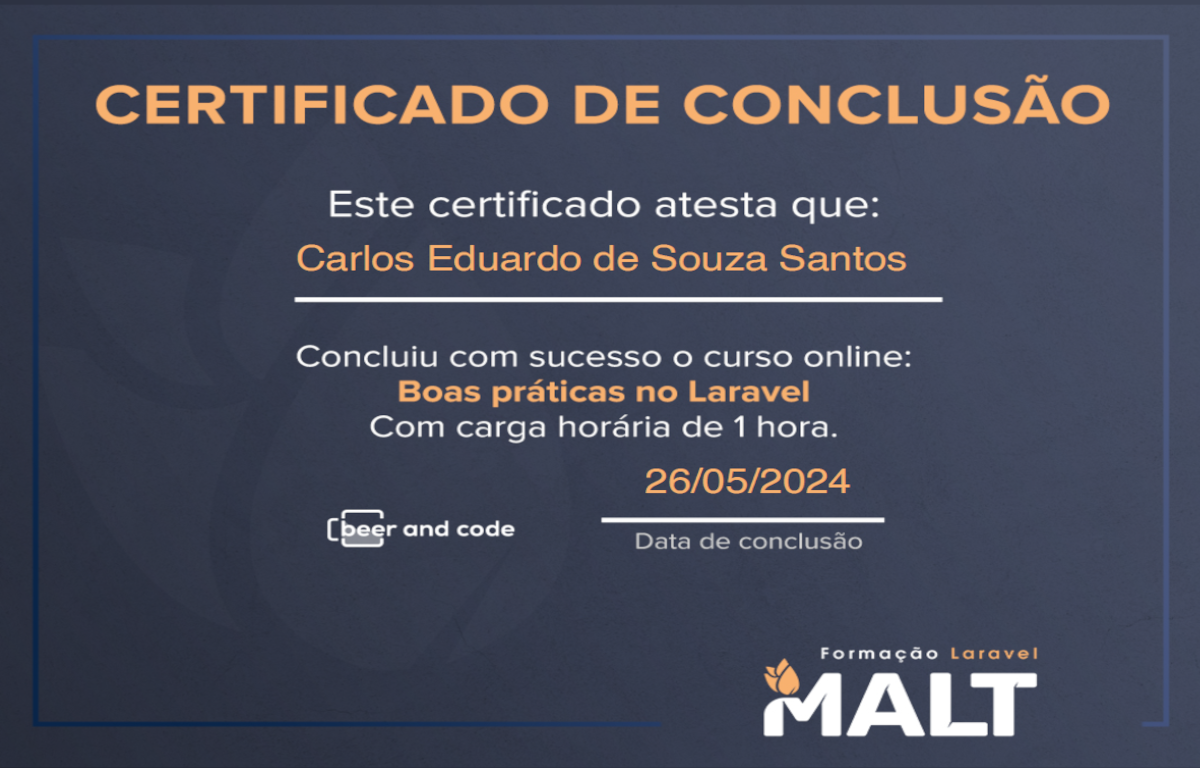 CERTIFICADO DE CONCLUSÃO
Este certificado atesta que:
Carlos Eduardo de Souza Santos
Concluiu com sucesso o curso online:
Boas práticas no Laravel
Com carga horária de 1 hora.
26/05/2024
beer and code
Data de conclusão
Formação Laravel
MALT